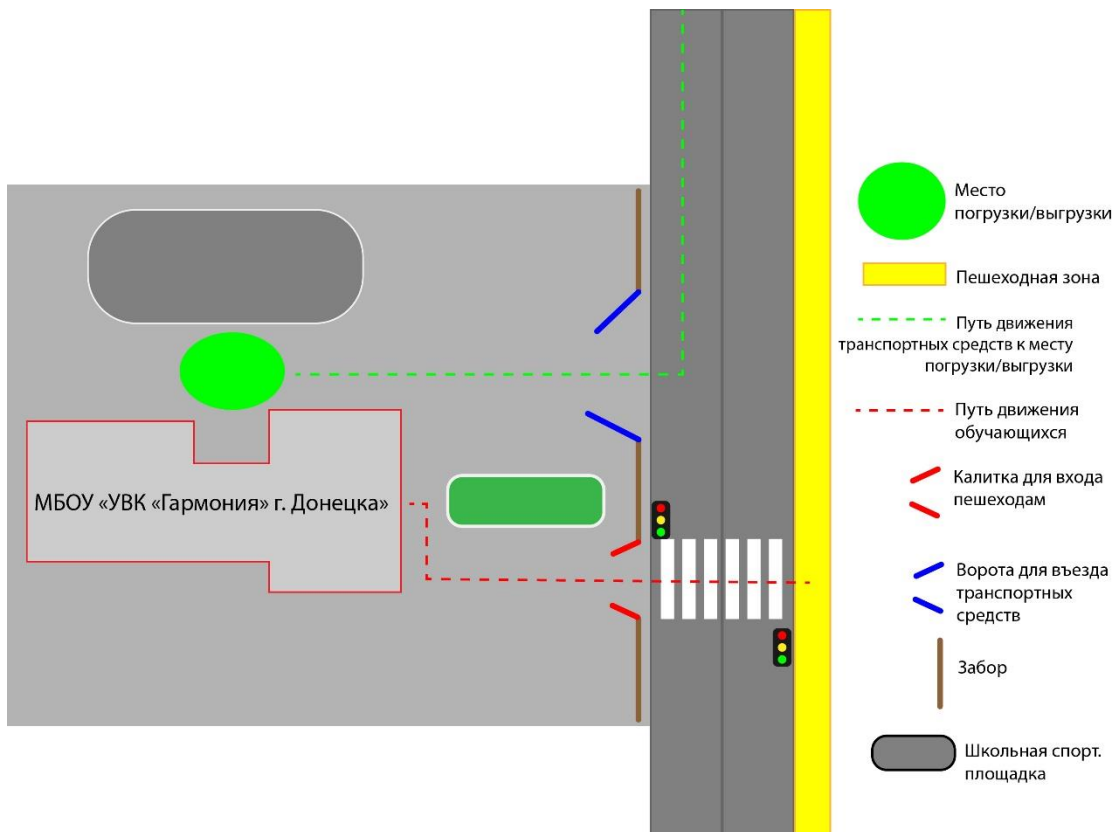 Место
погрузки/выгрузки
Пешеходная зона
Путь движения
транспортных средств к месту
погрузки/выгрузки
Путь движения
обучающихся
МБОУ «УВК «Гармония» г. Донецка»
Калитка для входа
пешеходам
Ворота для въезда
транспортных
средств
Забор
Школьная спорт.
площадка